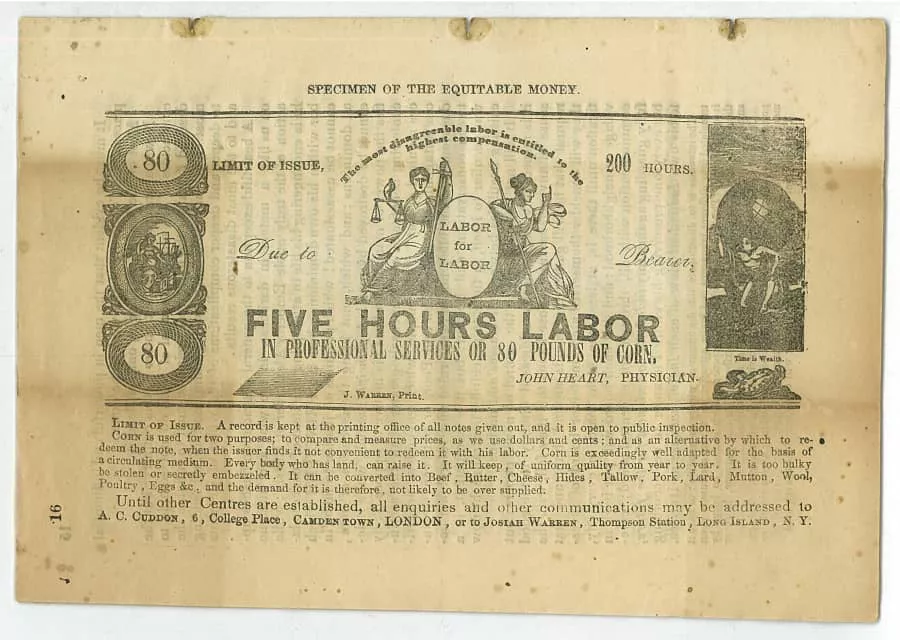 SPECIMEN OF THE EQUITABLE MONEY.
The most disagreeable labor is entitled to the
highest compensation.
80
LIMIT OF ISSUE,
200 HOURS.
LABOR
for
LABOR
Due to
Bearer,
FIVE HOURS LABOR
IN PROFESSIONAL SERVICES OR 80 POUNDS OF CORN.
80
JOHN HEART, PHYSICIAN.
Time is Wealth.
J. WARREN, Print.
LIMIT OF ISSUE. A record is kept at the printing office of all notes given out, and it is open to public inspection.
CORN is used for two purposes; to compare and measure prices, as we use dollars and cents; and as an alternative by which to re-
deem the note, when the issuer finds it not convenient to redeem it with his labor. Corn is exceedingly well adapted for the basis of
a circulating medium. Every body who has land, can raise it. It will keep, of uniform quality from year to year. It is too bulky
to be stolen or secretly embezzeled. It can be converted into Beef, Butter, Cheese, Hides, Tallow, Pork, Lard, Mutton, Wool,
Poultry, Eggs &c, and the demand for it is therefore, not likely to be over supplied.
Until other Centres are established, all enquiries and other communications may be addressed to
A. C. CUDDON, 6, College Place, CAMDEN TOWN, LONDON, or to JOSIAH WARREN, Thompson Station, LONG ISLAND, N. Y.
16